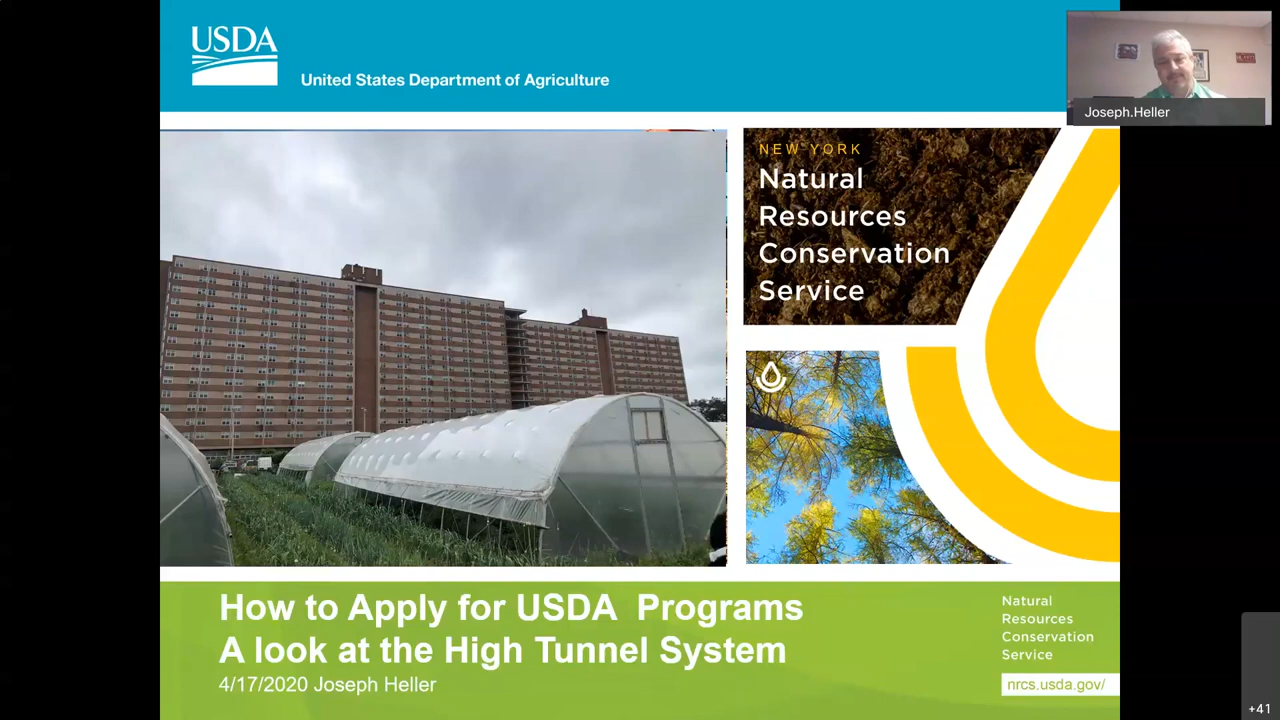 USDA
United States Department of Agriculture
Joseph.Heller
NEW YORK
Natural
Resources
Conservation
Service
How to Apply for USDA Programs
A look at the High Tunnel System
4/17/2020 Joseph Heller
Natural
Resources
Conservation
Service
nrcs.usda.gov/
+41